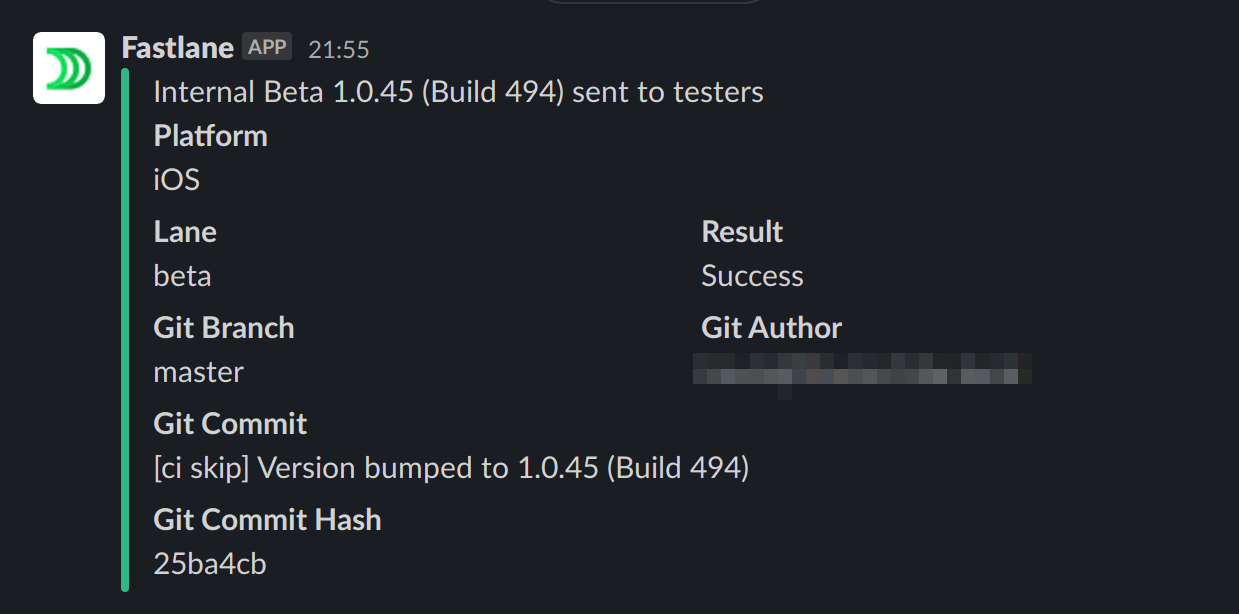 Fastlane APP 21:55
Internal Beta 1.0.45 (Build 494) sent to testers
Platform
iOS
Lane
beta
Result
Success
Git Branch
master
Git Author
Git Commit
[ci skip] Version bumped to 1.0.45 (Build 494)
Git Commit Hash
25ba4cb